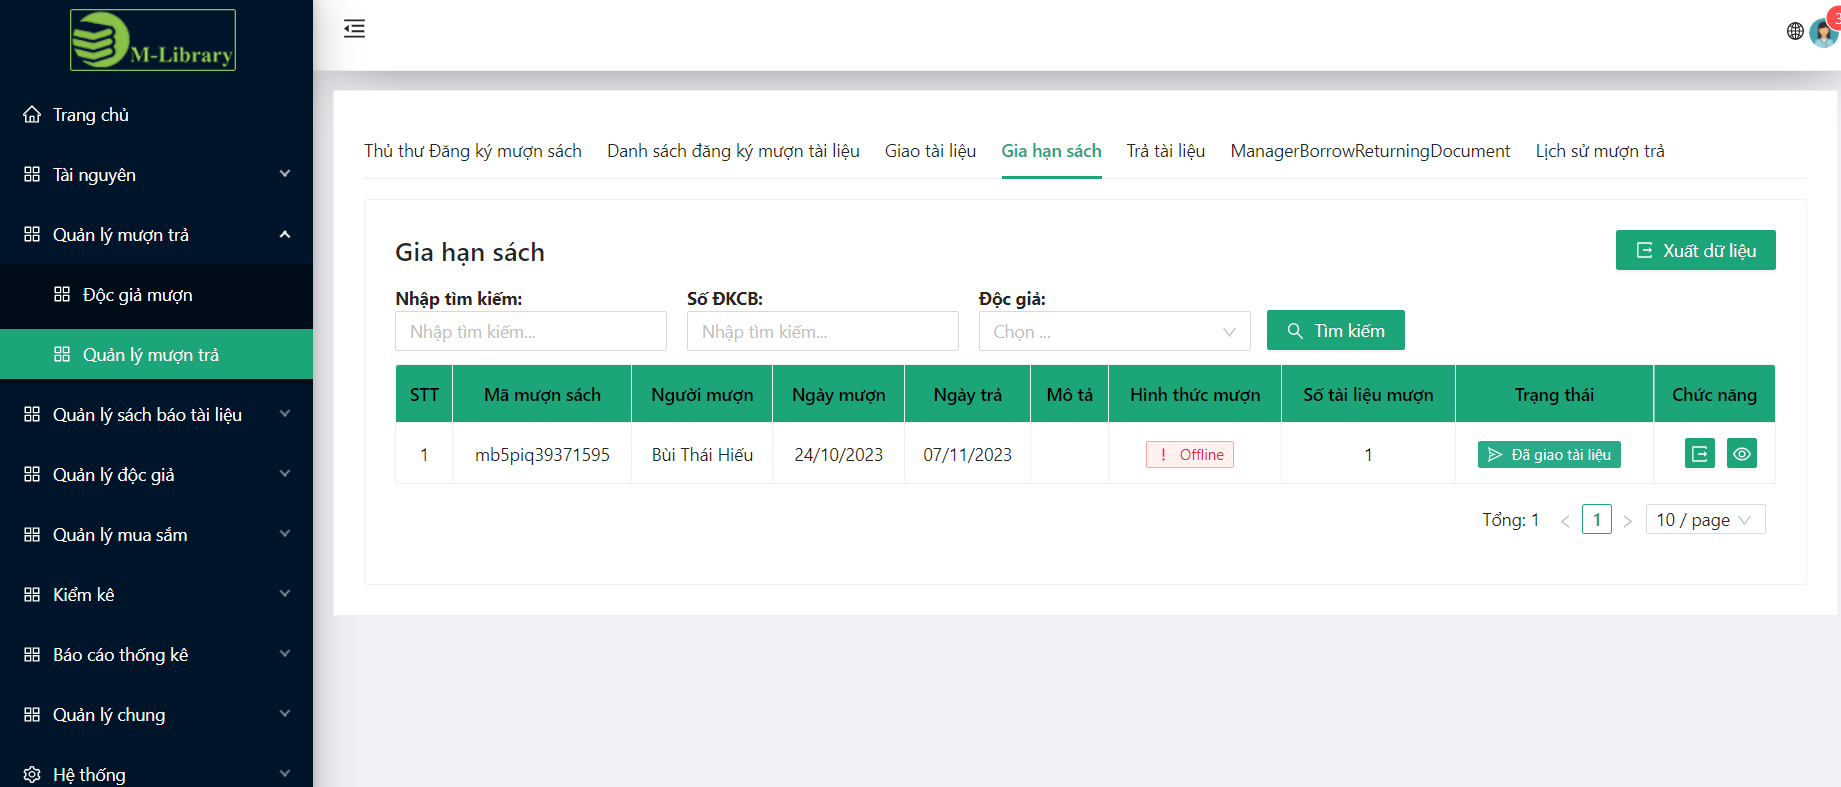 M-Library
3
Trang chủ
Tài nguyên
Quản lý mượn trả
Độc giả mượn
Quản lý mượn trả
Quản lý sách báo tài liệu
Quản lý độc giả
Quản lý mua sắm
Kiểm kê
Báo cáo thống kê
Quản lý chung
Hệ thống
Thủ thư Đăng ký mượn sách Danh sách đăng ký mượn tài liệu Giao tài liệu Gia hạn sách Trả tài liệu ManagerBorrowReturningDocument Lịch sử mượn trả
Gia hạn sách
Xuất dữ liệu
Nhập tìm kiếm: Số ĐKCB: Độc giả:
Nhập tìm kiếm... Nhập tìm kiếm... Chọn ... Tìm kiếm
STT Mã mượn sách Người mượn Ngày mượn Ngày trả Mô tả Hình thức mượn Số tài liệu mượn Trạng thái Chức năng
1 mb5piq39371595 Bùi Thái Hiếu 24/10/2023 07/11/2023 Offline 1 Đã giao tài liệu
Tổng: 1 < 1 > 10 / page